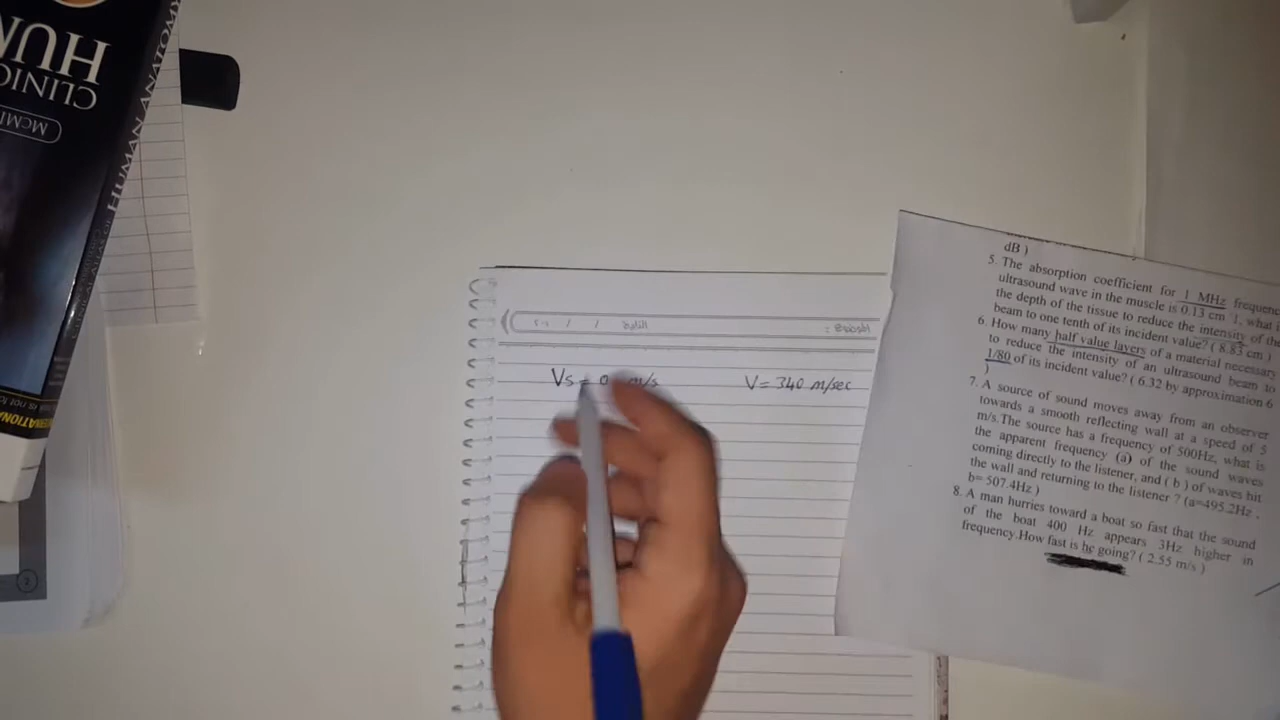 CLINIC
HUN
McMI
HUMAN ANATOMY
2
Vs = 0 m/s
V = 340 m/sec
dB )
5. The absorption coefficient for 1 MHz frequenc
ultrasound wave in the muscle is 0.13 cm⁻1, what
the depth of the tissue to reduce the intensity of the
beam to one tenth of its incident value? ( 8.83 cm )
6. How many half value layers of a material necessary
to reduce the intensity of an ultrasound beam to
1/80 of its incident value? ( 6.32 by approximation 6
)
7. A source of sound moves away from an observer
towards a smooth reflecting wall at a speed of 5
m/s.The source has a frequency of 500Hz, what is
the apparent frequency (a) of the sound waves
coming directly to the listener, and ( b ) of waves hit
the wall and returning to the listener ? (a=495.2Hz ,
b= 507.4Hz )
8. A man hurries toward a boat so fast that the sound
of the boat 400 Hz appears 3Hz higher in
frequency.How fast is he going? ( 2.55 m/s )